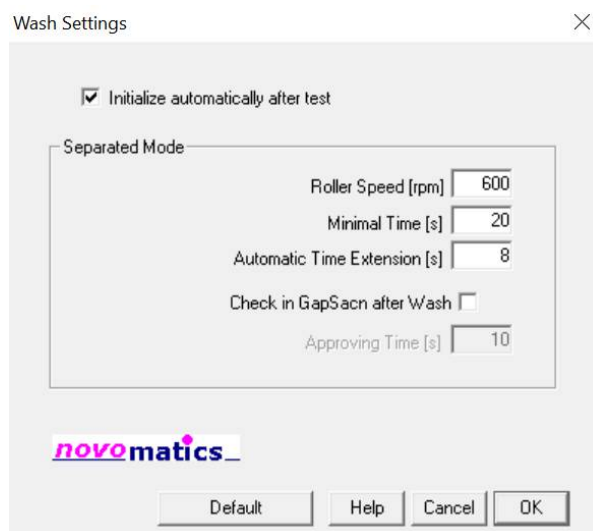 Wash Settings
Initialize automatically after test
Separated Mode
Roller Speed [rpm] 600
Minimal Time [s] 20
Automatic Time Extension [s] 8
Check in GapSacn after Wash
Approving Time [s] 10
novomatics_
Default Help Cancel OK